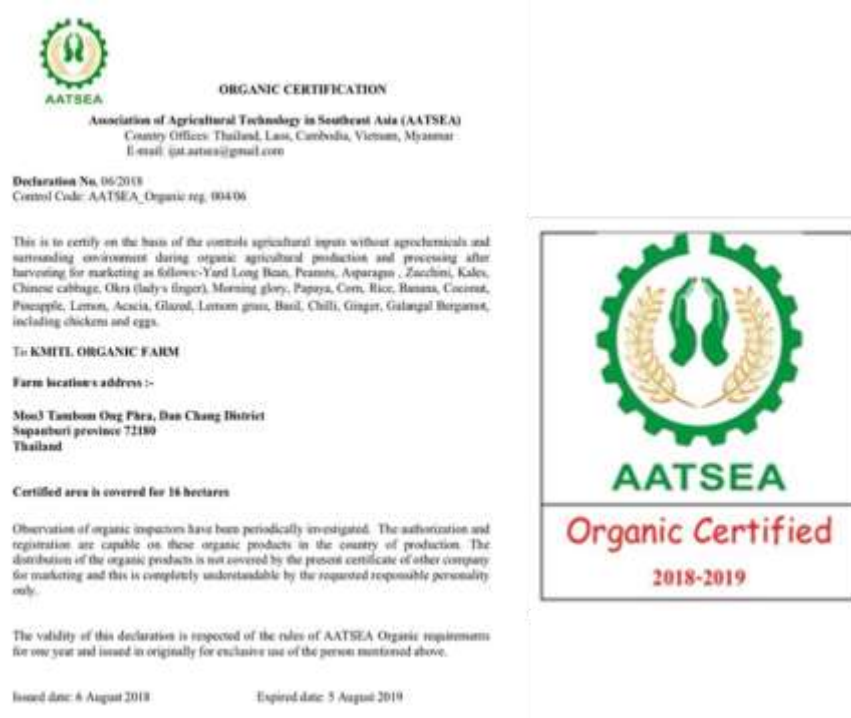 AATSEA
ORGANIC CERTIFICATION
Association of Agricultural Technology in Southeast Asia (AATSEA)
Country Offices: Thailand, Laos, Cambodia, Vietnam, Myanmar
E-mail: ijat.aatsea@gmail.com
Declaration No. 06/2018
Control Code: AATSEA_Organic reg. 004/06
This is to certify on the basis of the controls agricultural inputs without agrochemicals and
surrounding environment during organic agricultural production and processing after
harvesting for marketing as follows:-Yard Long Bean, Peanuts, Asparagus , Zucchini, Kales,
Chinese cabbage, Okra (lady's finger), Morning glory, Papaya, Corn, Rice, Banana, Coconut,
Pineapple, Lemon, Acacia, Glazed, Lemon grass, Basil, Chilli, Ginger, Galangal Bergamot,
including chickens and eggs.
To KMITL ORGANIC FARM
Farm location's address :-
Moo3 Tambom Ong Phra, Dan Chang District
Supanburi province 72180
Thailand
Certified area is covered for 16 hectares
Observation of organic inspectors have been periodically investigated. The authorization and
registration are capable on these organic products in the country of production. The
distribution of the organic products is not covered by the present certificate of other company
for marketing and this is completely understandable by the requested responsible personality
only.
The validity of this declaration is respected of the rules of AATSEA Organic requirements
for one year and issued in originally for exclusive use of the person mentioned above.
Issued date: 6 August 2018 Expired date: 5 August 2019
AATSEA
Organic Certified
2018-2019